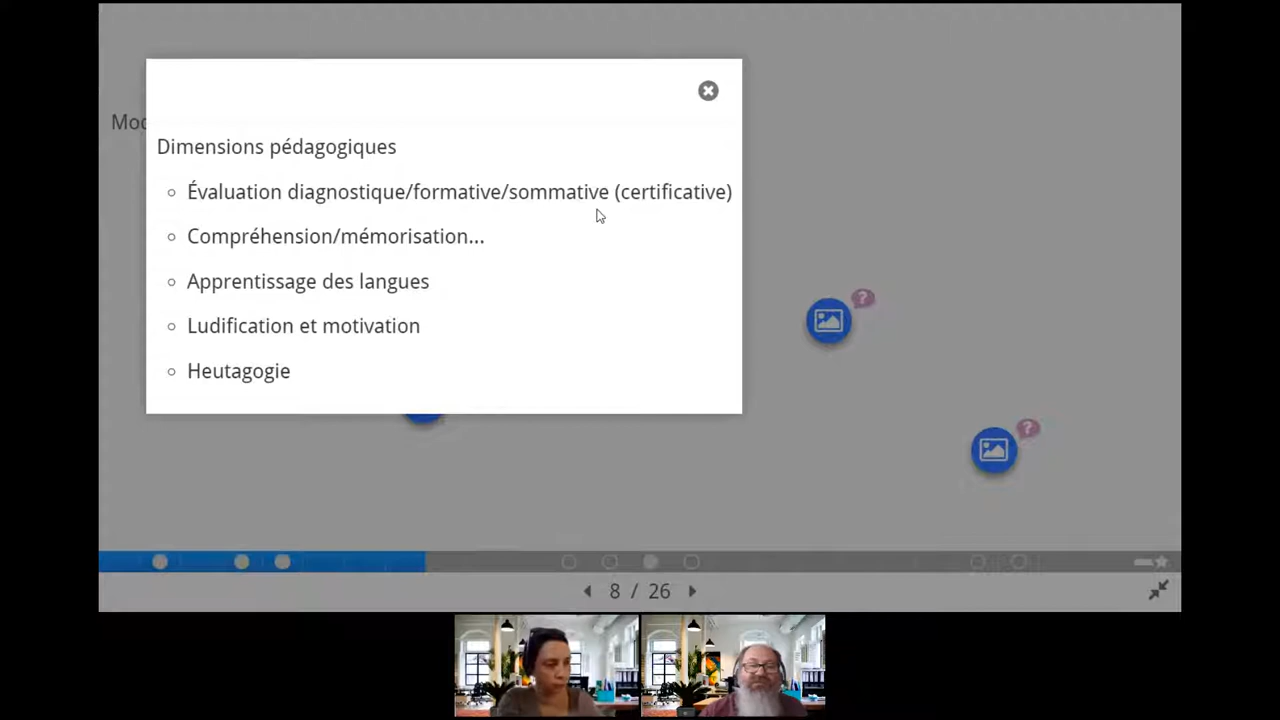 Dimensions pédagogiques
Évaluation diagnostique/formative/sommative (certificative)
Compréhension/mémorisation...
Apprentissage des langues
Ludification et motivation
Heutagogie
?
?
8 / 26